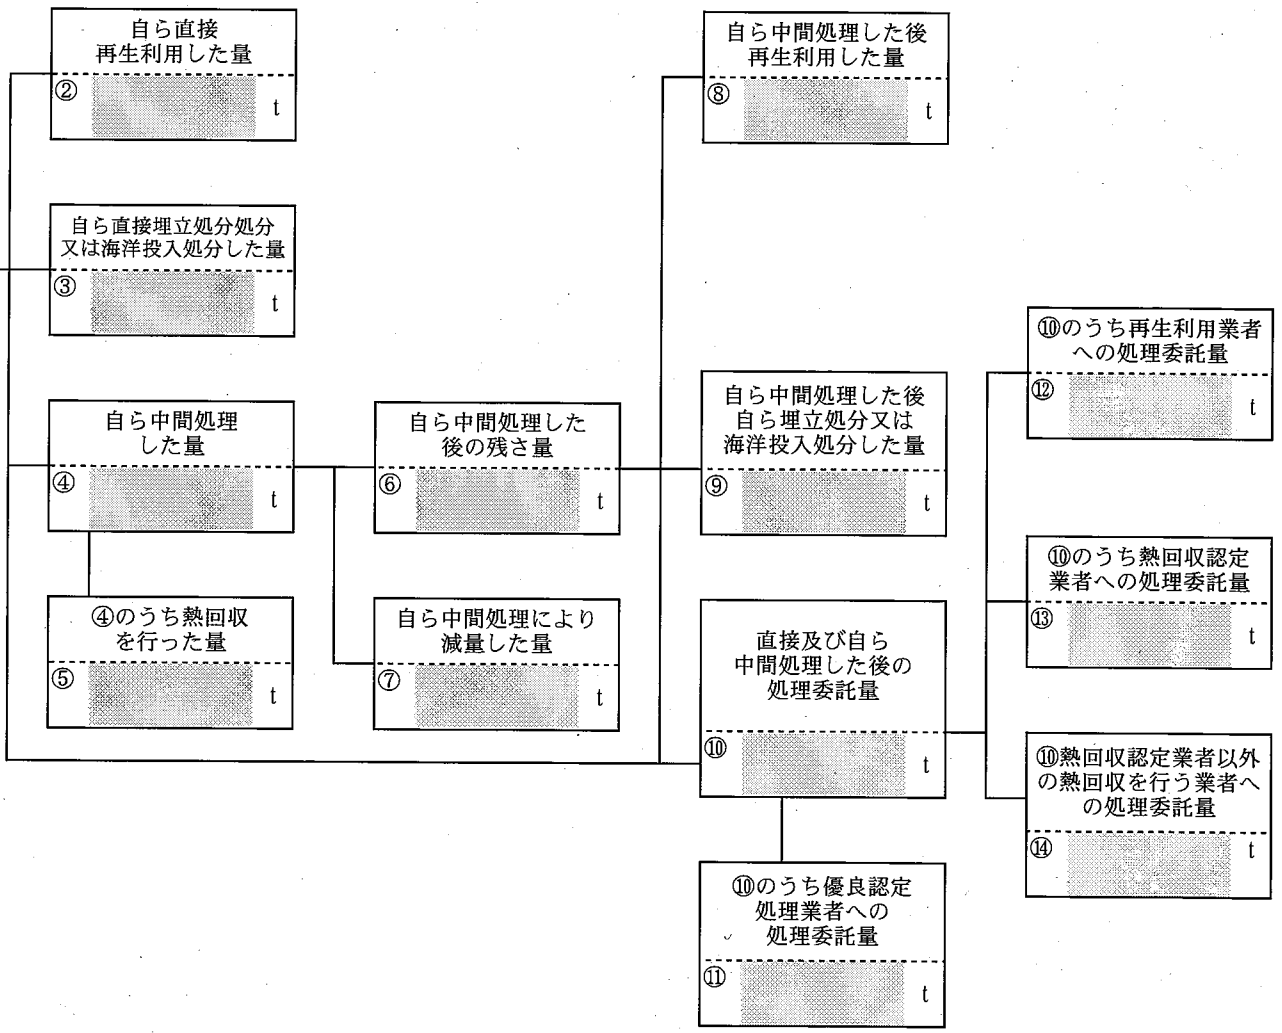 自ら直接
再生利用した量
② t
自ら直接埋立処分処分
又は海洋投入処分した量
③ t
自ら中間処理
した量
④ t
④のうち熱回収
を行った量
⑤ t
自ら中間処理した
後の残さ量
⑥ t
自ら中間処理により
減量した量
⑦ t
自ら中間処理した後
再生利用した量
⑧ t
自ら中間処理した後
自ら埋立処分又は
海洋投入処分した量
⑨ t
直接及び自ら
中間処理した後の
処理委託量
⑩ t
⑩のうち優良認定
処理業者への
処理委託量
⑪ t
⑩のうち再生利用業者
への処理委託量
⑫ t
⑩のうち熱回収認定
業者への処理委託量
⑬ t
⑩熱回収認定業者以外
の熱回収を行う業者へ
の処理委託量
⑭ t